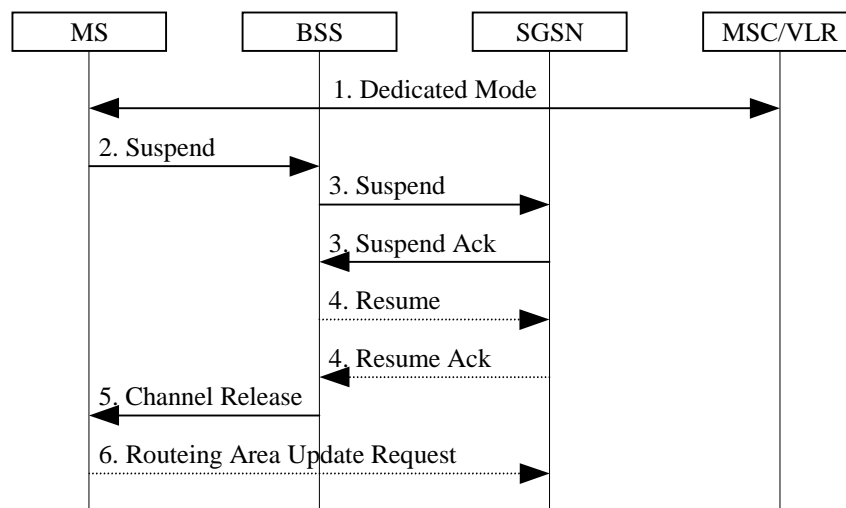 MS BSS SGSN MSC/VLR
1. Dedicated Mode
2. Suspend
3. Suspend
3. Suspend Ack
4. Resume
4. Resume Ack
5. Channel Release
6. Routeing Area Update Request